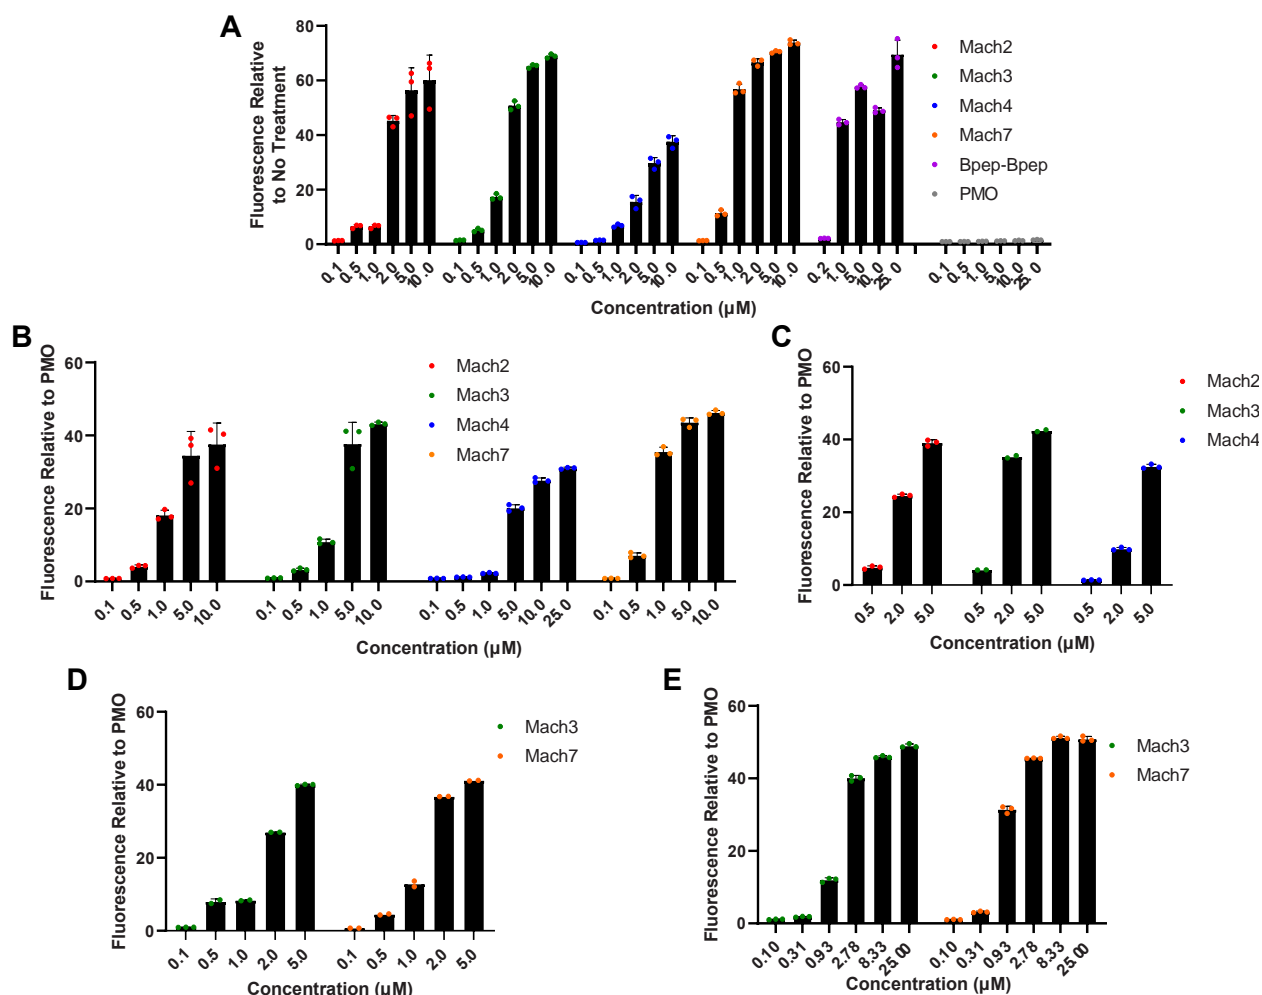 A
Fluorescence Relative
to No Treatment
80
60
40
20
0
0.1 0.5 1.0 2.0 5.0 10.0 0.1 0.5 1.0 2.0 5.0 10.0 0.1 0.5 1.0 2.0 5.0 10.0 0.1 0.5 1.0 2.0 5.0 10.0 0.2 1.0 5.0 10.0 25.0 0.1 0.5 1.0 5.0 10.0 25.0
Concentration (µM)
Mach2
Mach3
Mach4
Mach7
Bpep-Bpep
PMO
B
Fluorescence Relative to PMO
60
40
20
0
0.1 0.5 1.0 5.0 10.0 0.1 0.5 1.0 5.0 10.0 0.1 0.5 1.0 5.0 10.0 25.0 0.1 0.5 1.0 5.0 10.0
Concentration (µM)
Mach2
Mach3
Mach4
Mach7
C
Fluorescence Relative to PMO
60
40
20
0
0.5 2.0 5.0 0.5 2.0 5.0 0.5 2.0 5.0
Concentration (µM)
Mach2
Mach3
Mach4
D
Fluorescence Relative to PMO
60
40
20
0
0.1 0.5 1.0 2.0 5.0 0.1 0.5 1.0 2.0 5.0
Concentration (µM)
Mach3
Mach7
E
Fluorescence Relative to PMO
60
40
20
0
0.10 0.31 0.93 2.78 8.33 25.00 0.10 0.31 0.93 2.78 8.33 25.00
Concentration (µM)
Mach3
Mach7